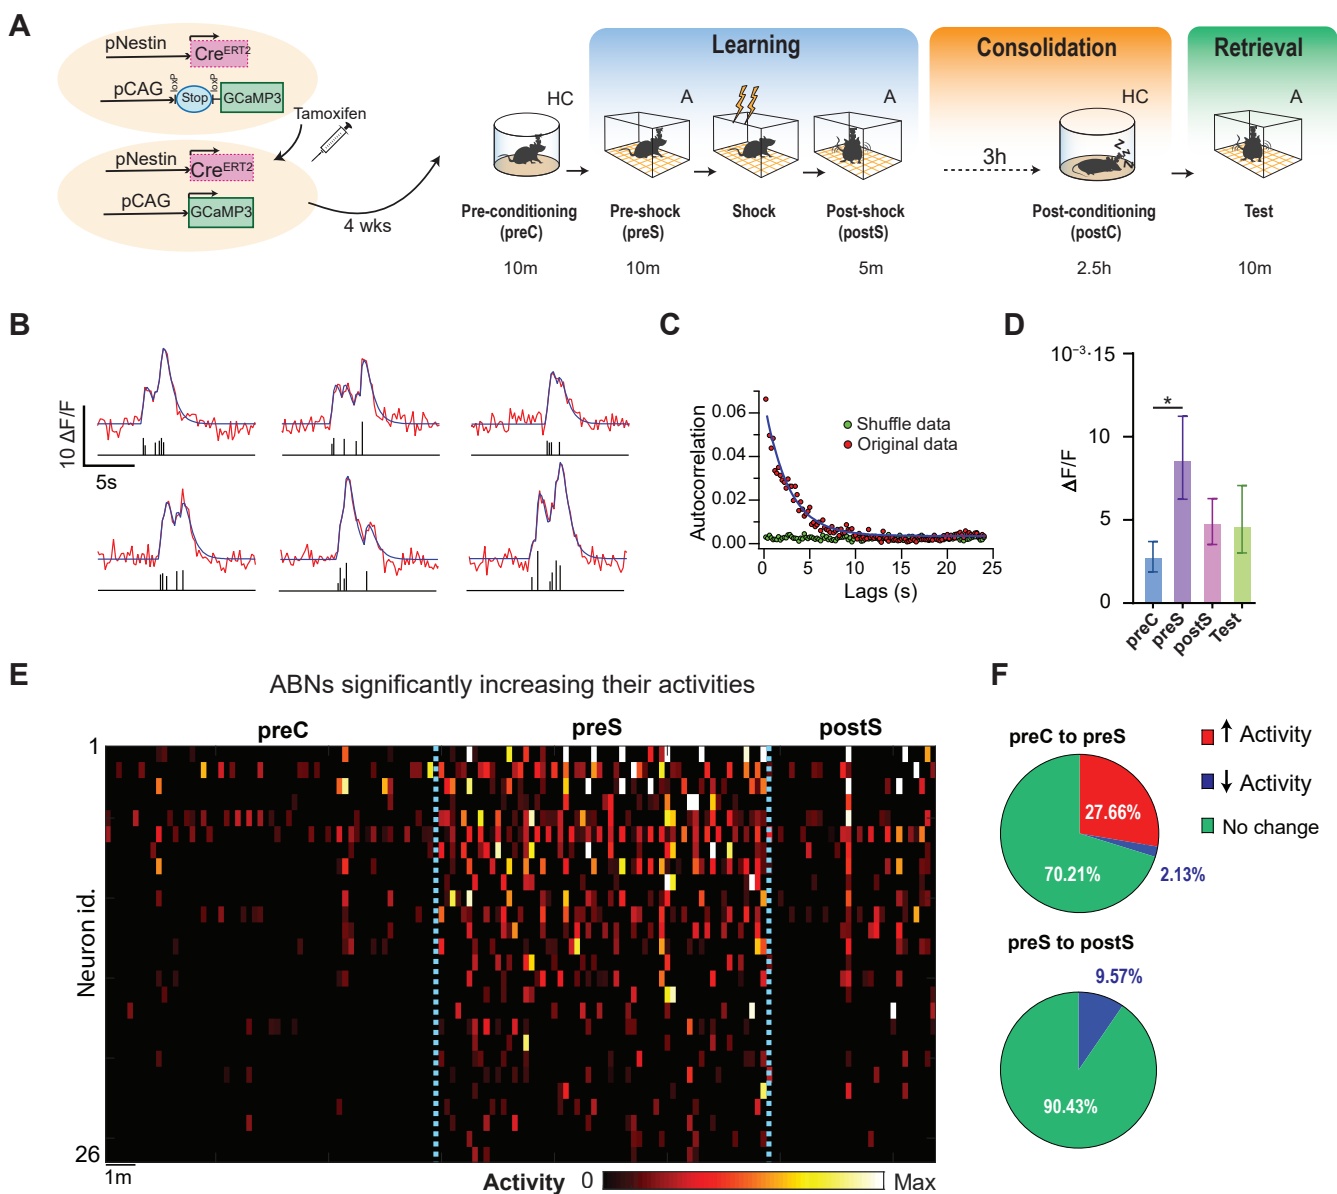 A
pNestin
Cre^ERT2
pCAG
loxP
Stop
loxP
GCaMP3
Tamoxifen
pNestin
Cre^ERT2
pCAG
GCaMP3
4 wks
Learning
Consolidation
Retrieval
HC
A
A
HC
A
3h
z z z
Pre-conditioning
(preC)
Pre-shock
(preS)
Shock
Post-shock
(postS)
Post-conditioning
(postC)
Test
10m
10m
5m
2.5h
10m
B
10 ΔF/F
5s
C
Autocorrelation
0.06
0.04
0.02
0.00
Shuffle data
Original data
0
5
10
15
20
25
Lags (s)
D
10⁻³·15
10
5
0
ΔF/F
*
preC
preS
postS
Test
E
ABNs significantly increasing their activities
preC
preS
postS
1
Neuron id.
26
1m
Activity
0
Max
F
preC to preS
27.66%
70.21%
2.13%
↑ Activity
↓ Activity
No change
preS to postS
9.57%
90.43%